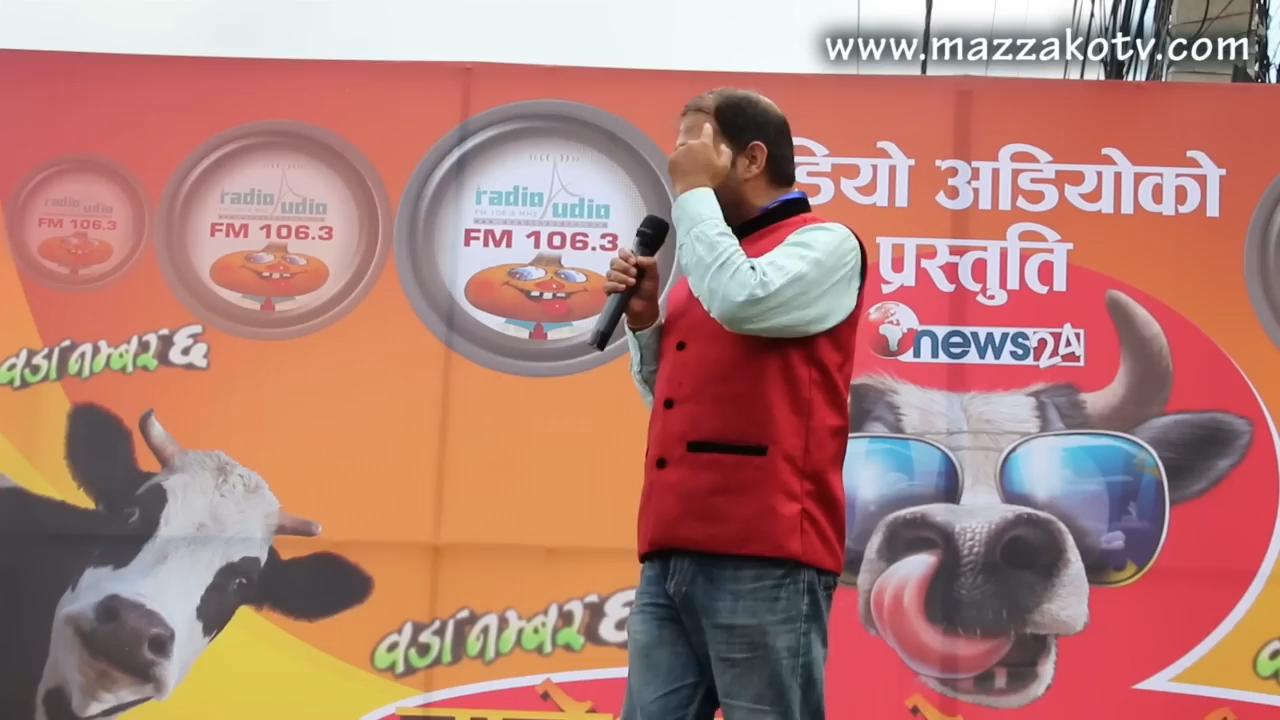 www.mazzakotv.com
radio Audio
FM 106.3
radio Audio
FM 106.3
radio Audio
FM 106.3
डियो अडियोको
प्रस्तुति
news24
वडा नम्बर ६
वडा नम्बर ६